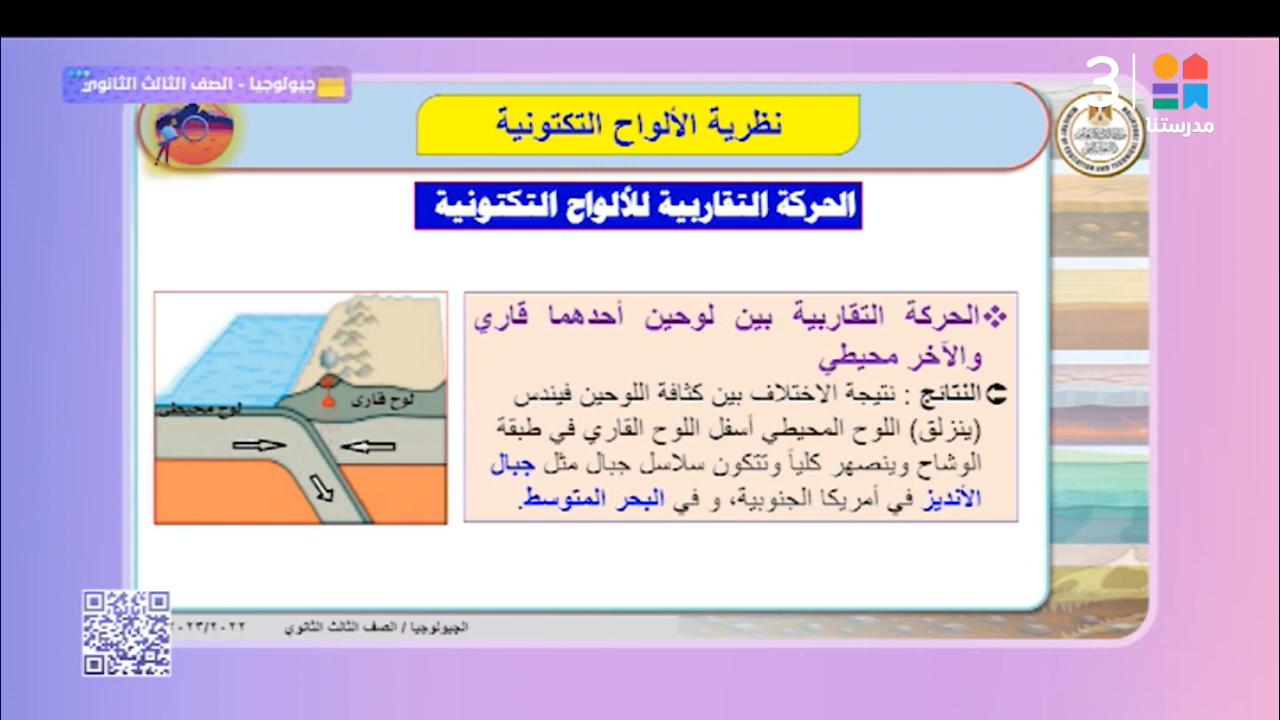 جيولوجيا - الصف الثالث الثانوي
3
مدرستنا
نظرية الألواح التكتونية
الحركة التقاربية للألواح التكتونية
الحركة التقاربية بين لوحين أحدهما قاري
والآخر محيطي
النتائج : نتيجة الاختلاف بين كثافة اللوحين فيندس
(ينزلق) اللوح المحيطي أسفل اللوح القاري في طبقة
الوشاح وينصهر كلياً وتتكون سلاسل جبال مثل جبال
الأنديز في أمريكا الجنوبية، و في البحر المتوسط.
لوح قارى
لوح محيطى
الجيولوجيا / الصف الثالث الثانوي
٢٠٢٣/٢٠٢٢